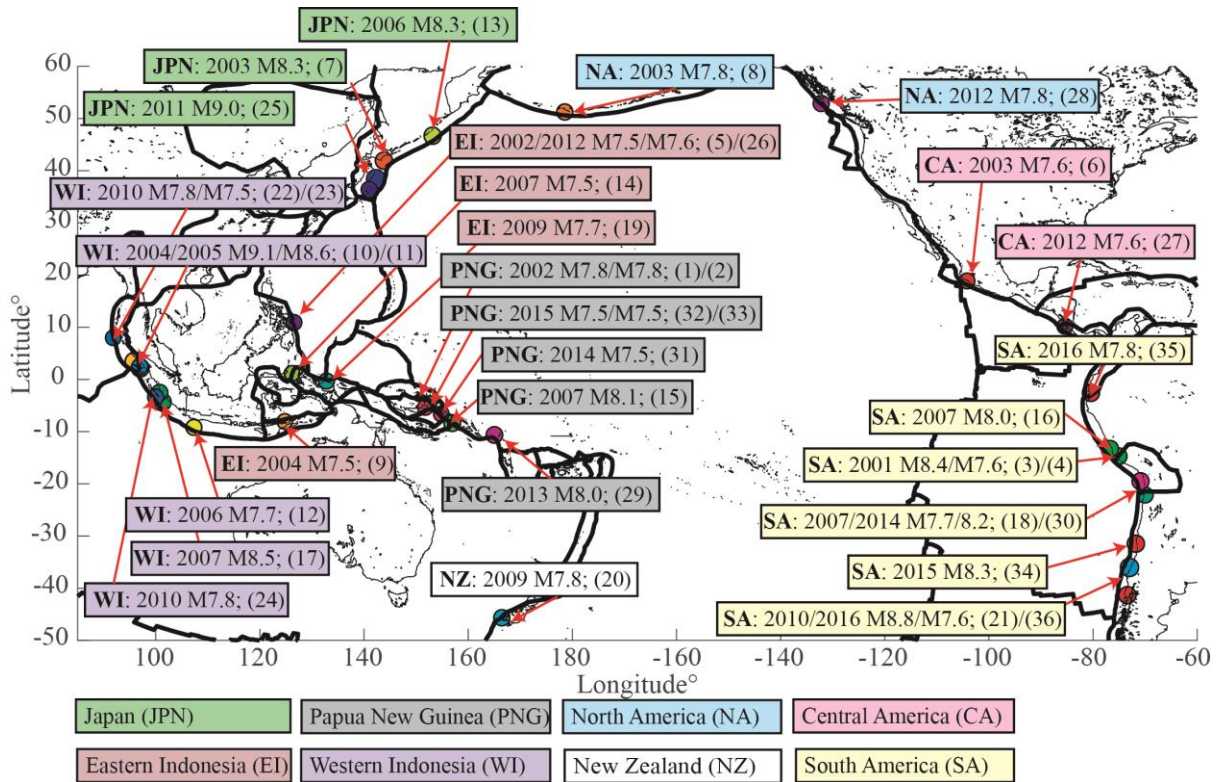 JPN: 2006 M8.3; (13)
JPN: 2003 M8.3; (7)
NA: 2003 M7.8; (8)
JPN: 2011 M9.0; (25)
NA: 2012 M7.8; (28)
EI: 2002/2012 M7.5/M7.6; (5)/(26)
CA: 2003 M7.6; (6)
WI: 2010 M7.8/M7.5; (22)/(23)
EI: 2007 M7.5; (14)
EI: 2009 M7.7; (19)
CA: 2012 M7.6; (27)
WI: 2004/2005 M9.1/M8.6; (10)/(11)
PNG: 2002 M7.8/M7.8; (1)/(2)
PNG: 2015 M7.5/M7.5; (32)/(33)
PNG: 2014 M7.5; (31)
SA: 2016 M7.8; (35)
PNG: 2007 M8.1; (15)
SA: 2007 M8.0; (16)
EI: 2004 M7.5; (9)
SA: 2001 M8.4/M7.6; (3)/(4)
PNG: 2013 M8.0; (29)
WI: 2006 M7.7; (12)
SA: 2007/2014 M7.7/8.2; (18)/(30)
WI: 2007 M8.5; (17)
NZ: 2009 M7.8; (20)
SA: 2015 M8.3; (34)
WI: 2010 M7.8; (24)
SA: 2010/2016 M8.8/M7.6; (21)/(36)
60
50
40
30
20
10
0
-10
-20
-30
-40
-50
Latitude°
100 120 140 160 180 -160 -140 -120 -100 -80 -60
Longitude°
Japan (JPN) Papua New Guinea (PNG) North America (NA) Central America (CA)
Eastern Indonesia (EI) Western Indonesia (WI) New Zealand (NZ) South America (SA)